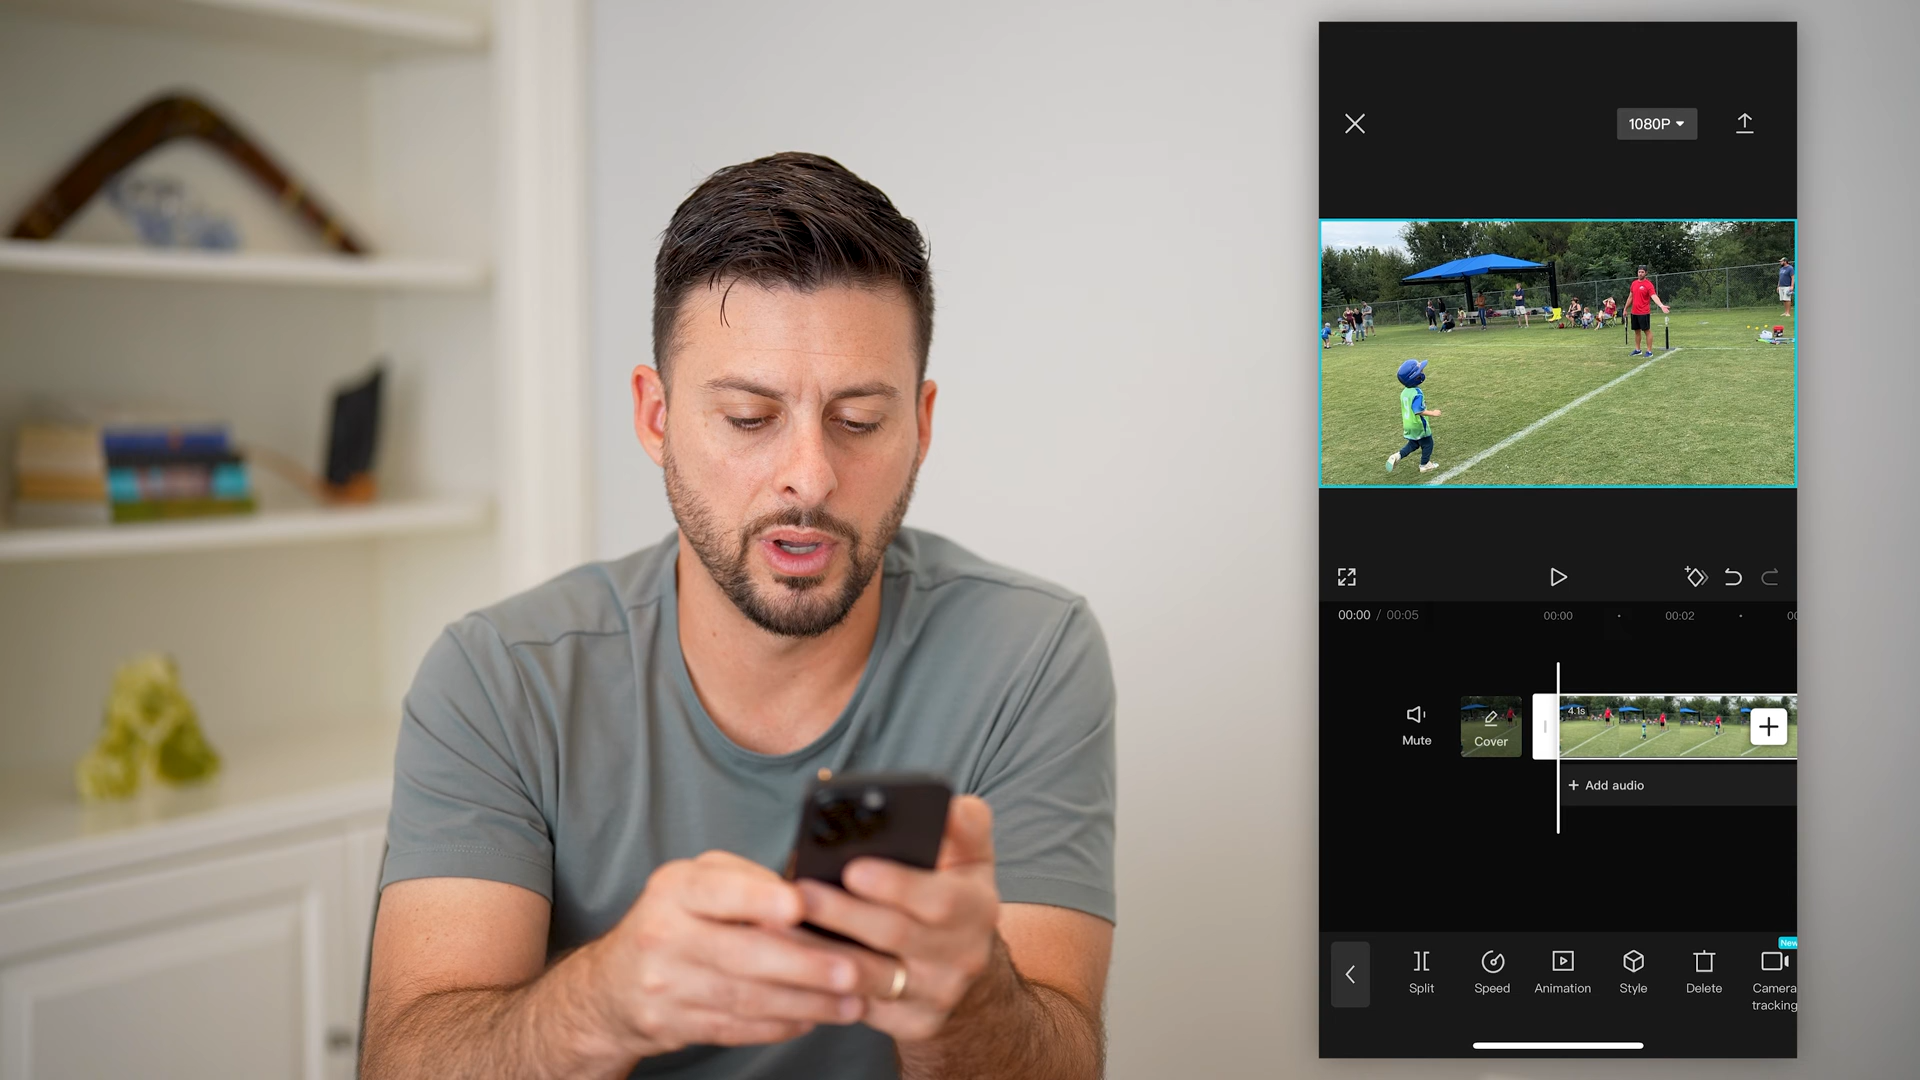 1080P
00:00 / 00:05
00:00
00:02
Mute
Cover
4.1s
+ Add audio
New
Split
Speed
Animation
Style
Delete
Camera
tracking